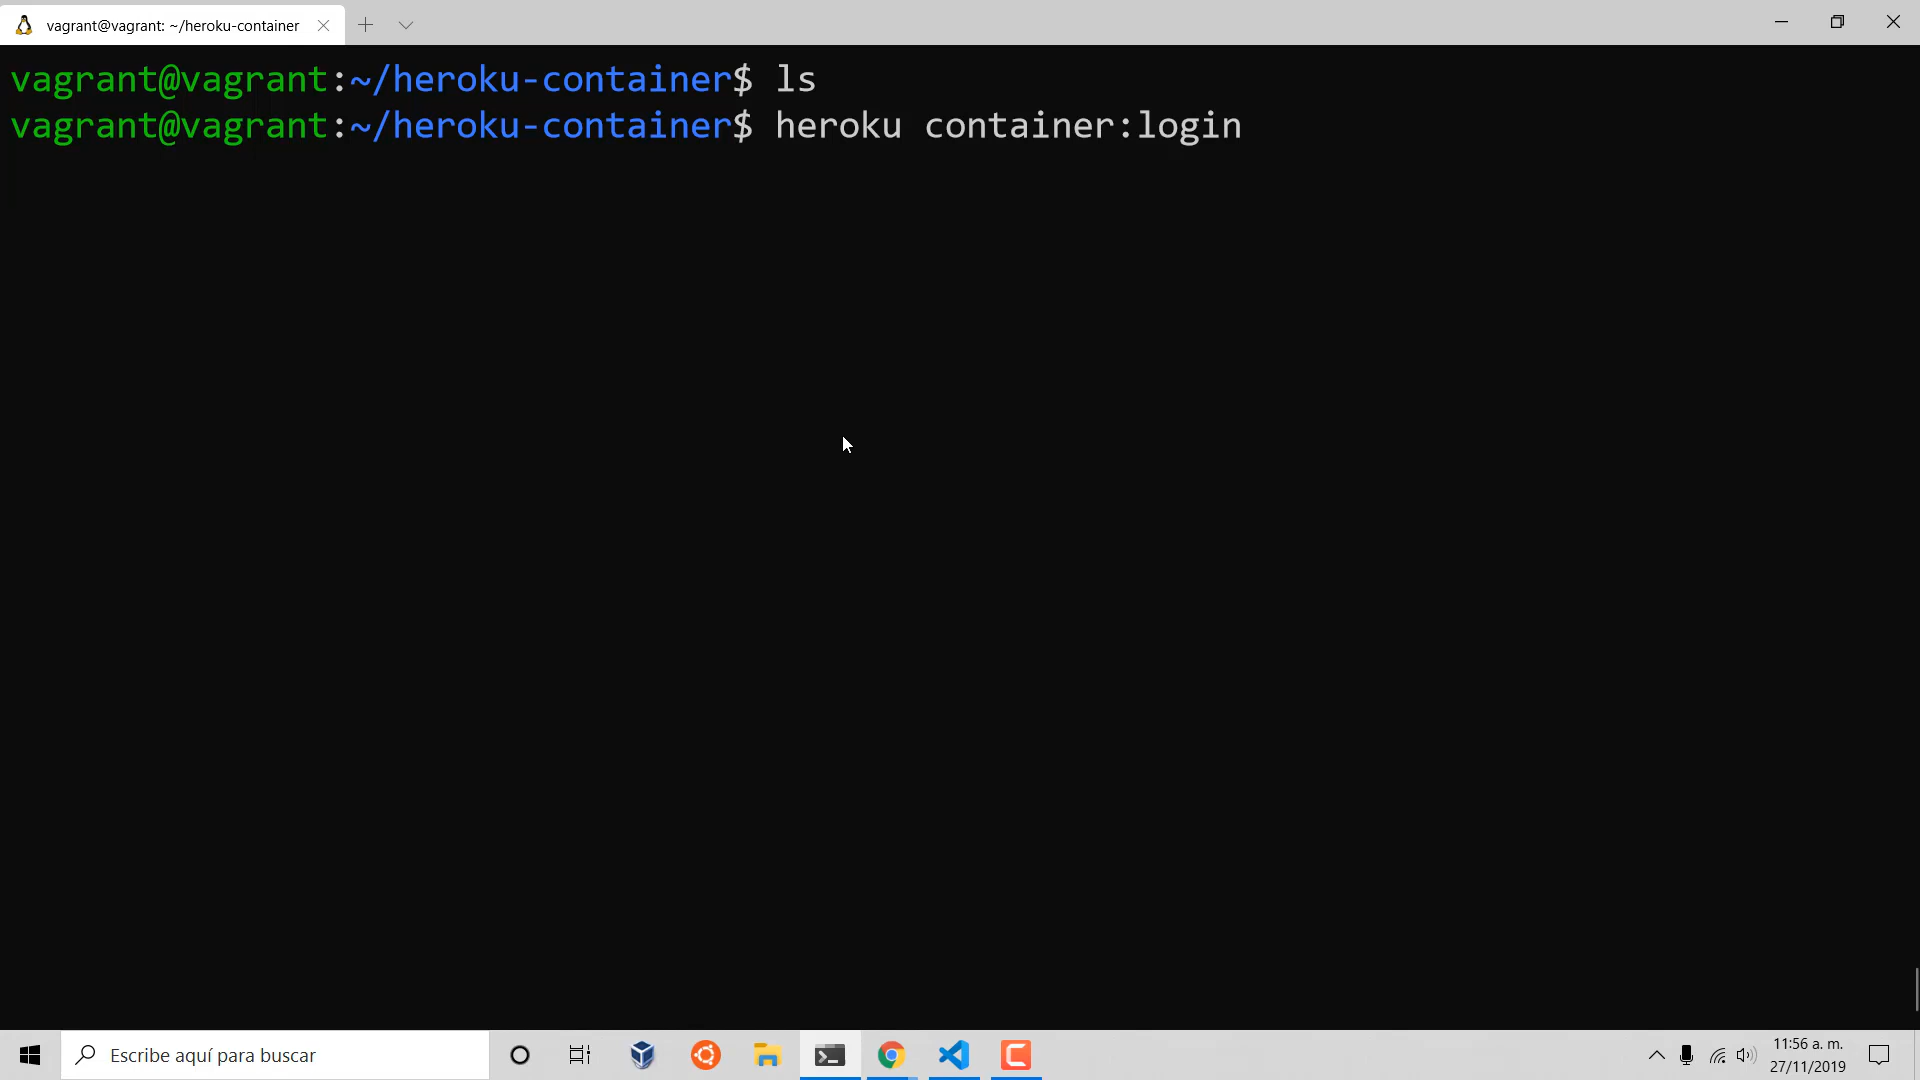 vagrant@vagrant: ~/heroku-container
vagrant@vagrant:~/heroku-container$ ls
vagrant@vagrant:~/heroku-container$ heroku container:login
Escribe aquí para buscar
11:56 a. m.
27/11/2019